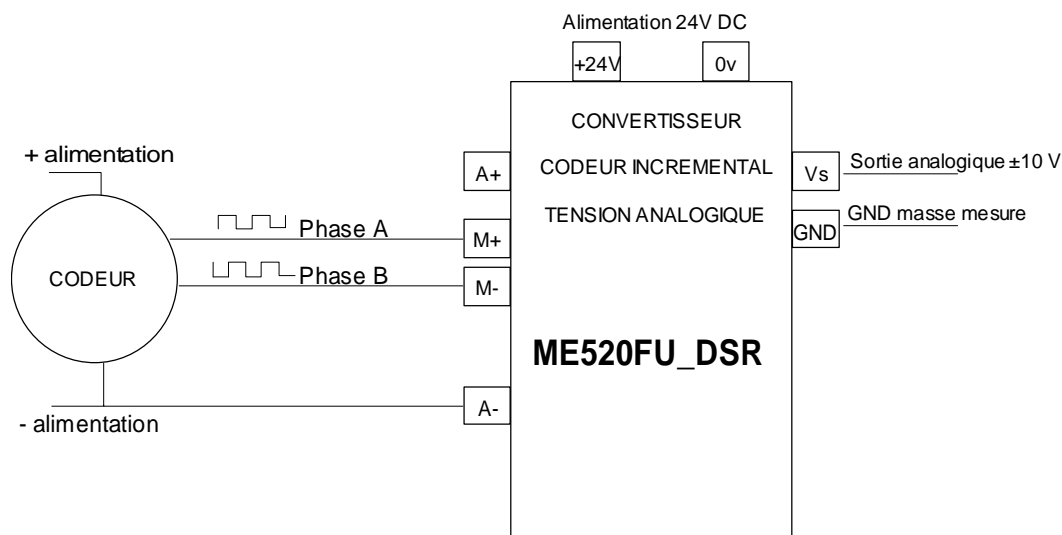 Alimentation 24V DC
+24V
0v
CONVERTISSEUR
CODEUR INCREMENTAL
TENSION ANALOGIQUE
+ alimentation
A+
Vs
Sortie analogique ±10 V
Phase A
M+
GND
GND masse mesure
CODEUR
Phase B
M-
ME520FU_DSR
A-
- alimentation